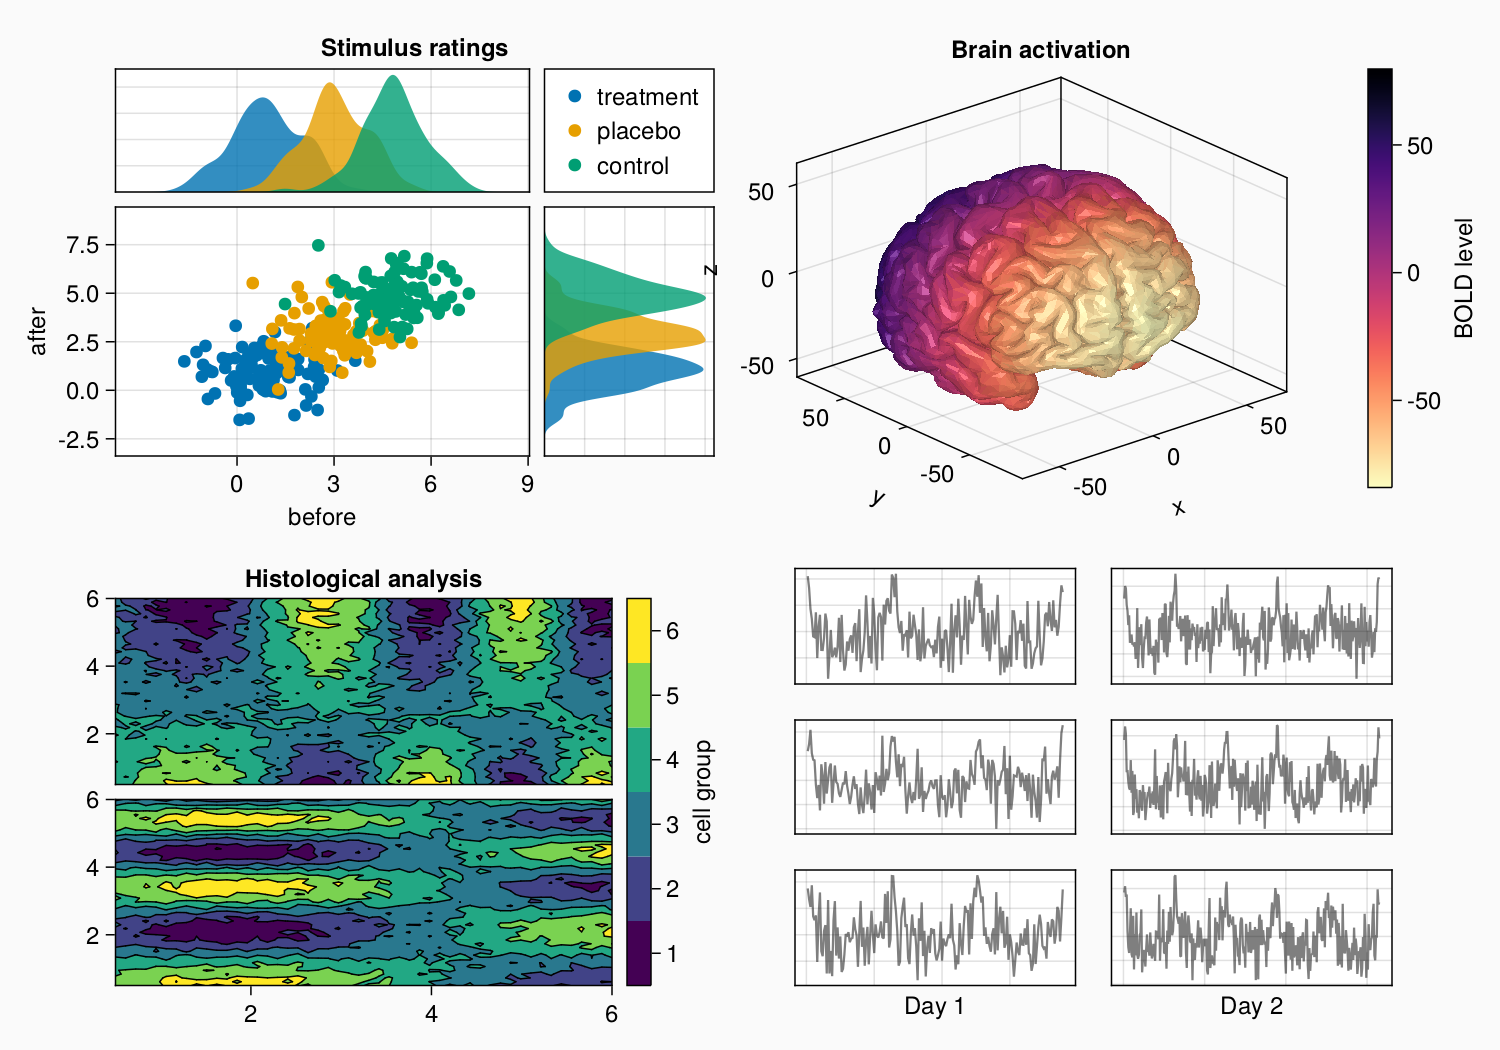 Stimulus ratings
treatment
placebo
control
after
7.5
5.0
2.5
0.0
-2.5
0
3
6
9
before
Brain activation
z
50
0
-50
50
0
-50
y
-50
0
50
x
50
0
-50
BOLD level
Histological analysis
6
4
2
6
4
2
2
4
6
6
5
4
3
2
1
cell group
Day 1
Day 2